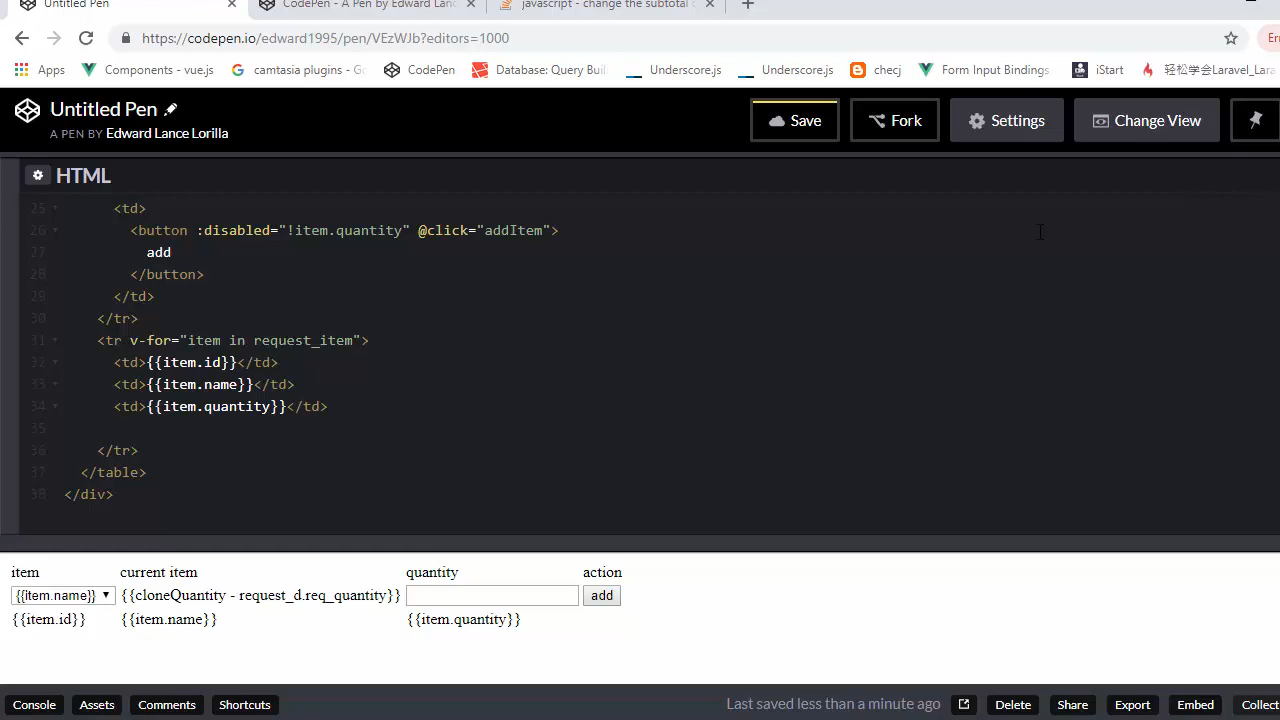 Untitled Pen
CodePen - A Pen by Edward Lanc
javascript - change the subtotal
https://codepen.io/edward1995/pen/VEzWJb?editors=1000
Apps
Components - vue.js
camtasia plugins - Go
CodePen
Database: Query Buil
Underscore.js
Underscore.js
checj
Form Input Bindings
iStart
轻松学会Laravel_Lara
Untitled Pen
A PEN BY Edward Lance Lorilla
Save
Fork
Settings
Change View
HTML
25 <td>
26 <button :disabled="!item.quantity" @click="addItem">
27 add
28 </button>
29 </td>
30 </tr>
31 <tr v-for="item in request_item">
32 <td>{{item.id}}</td>
33 <td>{{item.name}}</td>
34 <td>{{item.quantity}}</td>
35
36 </tr>
37 </table>
38 </div>
item current item quantity action
{{item.name}} {{cloneQuantity - request_d.req_quantity}} add
{{item.id}} {{item.name}} {{item.quantity}}
Console
Assets
Comments
Shortcuts
Last saved less than a minute ago
Delete
Share
Export
Embed
Collect